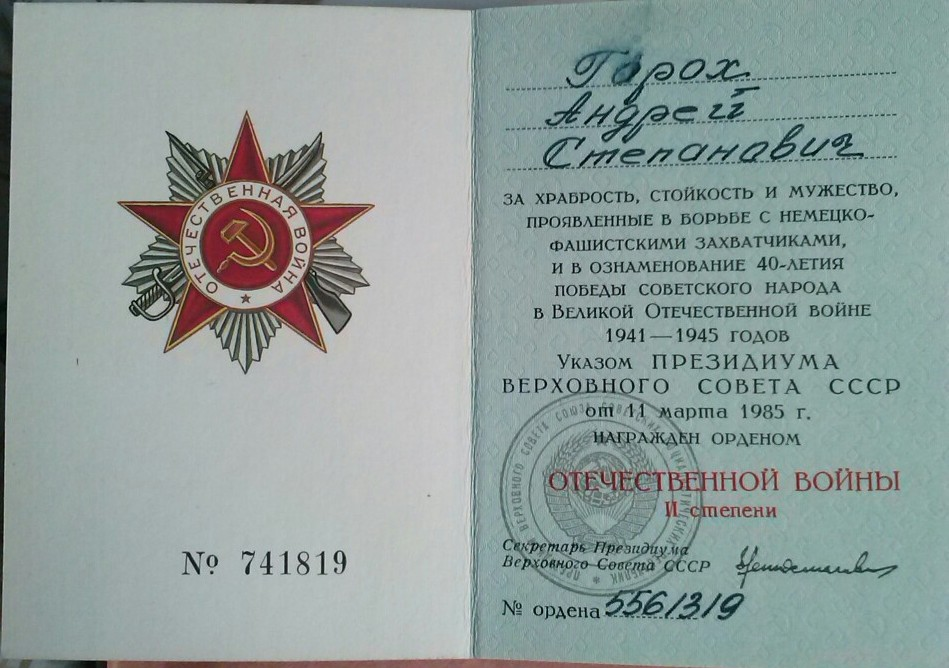 ОТЕЧЕСТВЕННАЯ ВОЙНА
№ 741819
Горох
Андрей
Степанавич
ЗА ХРАБРОСТЬ, СТОЙКОСТЬ И МУЖЕСТВО,
ПРОЯВЛЕННЫЕ В БОРЬБЕ С НЕМЕЦКО-
ФАШИСТСКИМИ ЗАХВАТЧИКАМИ,
И В ОЗНАМЕНОВАНИЕ 40-ЛЕТИЯ
ПОБЕДЫ СОВЕТСКОГО НАРОДА
В ВЕЛИКОЙ ОТЕЧЕСТВЕННОЙ ВОЙНЕ
1941—1945 ГОДОВ
Указом ПРЕЗИДИУМА
ВЕРХОВНОГО СОВЕТА СССР
от 11 марта 1985 г.
НАГРАЖДЕН ОРДЕНОМ
ОТЕЧЕСТВЕННОЙ ВОЙНЫ
II степени
Секретарь Президиума
Верховного Совета СССР
№ ордена 5561319